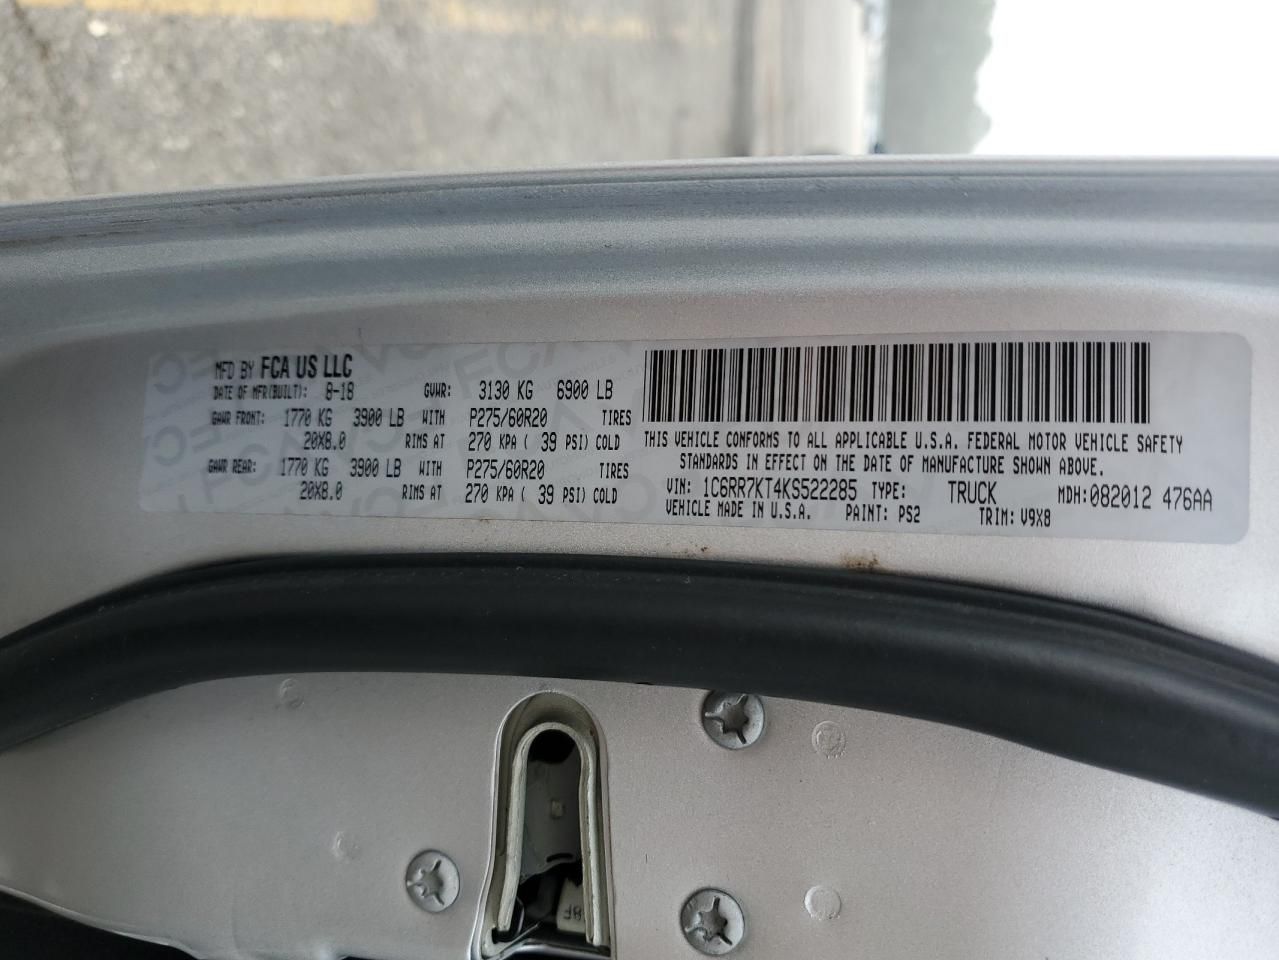 MFD BY FCA US LLC
DATE OF MFR(BUILT): 8-18 GVWR: 3130 KG 6900 LB
GAWR FRONT: 1770 KG 3900 LB WITH P275/60R20 TIRES
20X8.0 RIMS AT 270 KPA ( 39 PSI) COLD
GAWR REAR: 1770 KG 3900 LB WITH P275/60R20 TIRES
20X8.0 RIMS AT 270 KPA ( 39 PSI) COLD
THIS VEHICLE CONFORMS TO ALL APPLICABLE U.S.A. FEDERAL MOTOR VEHICLE SAFETY
STANDARDS IN EFFECT ON THE DATE OF MANUFACTURE SHOWN ABOVE.
VIN: 1C6RR7KT4KS522285 TYPE: TRUCK MDH:082012 476AA
VEHICLE MADE IN U.S.A. PAINT: PS2 TRIM: V9X8